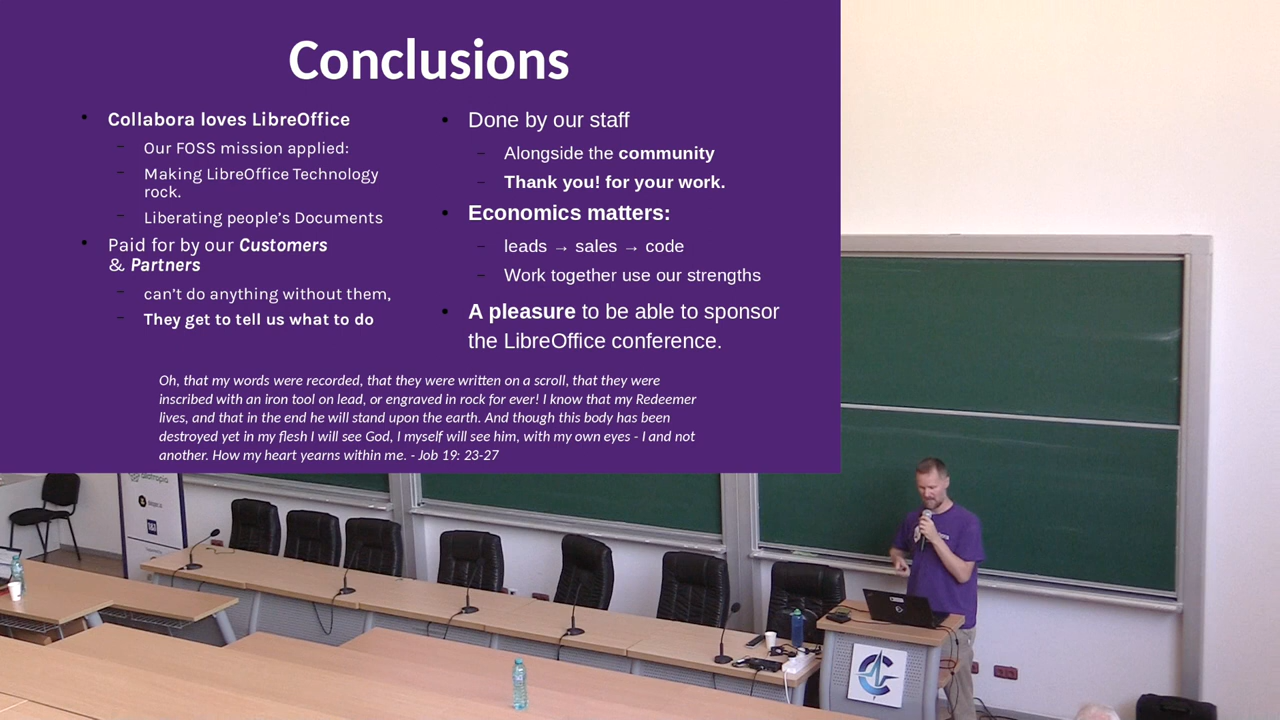 Conclusions
Collabora loves LibreOffice
Our FOSS mission applied:
Making LibreOffice Technology
rock.
Liberating people's Documents
Paid for by our Customers
& Partners
can't do anything without them,
They get to tell us what to do
Done by our staff
Alongside the community
Thank you! for your work.
Economics matters:
leads → sales → code
Work together use our strengths
A pleasure to be able to sponsor
the LibreOffice conference.
Oh, that my words were recorded, that they were written on a scroll, that they were
inscribed with an iron tool on lead, or engraved in rock for ever! I know that my Redeemer
lives, and that in the end he will stand upon the earth. And though this body has been
destroyed yet in my flesh I will see God, I myself will see him, with my own eyes - I and not
another. How my heart yearns within me. - Job 19: 23-27